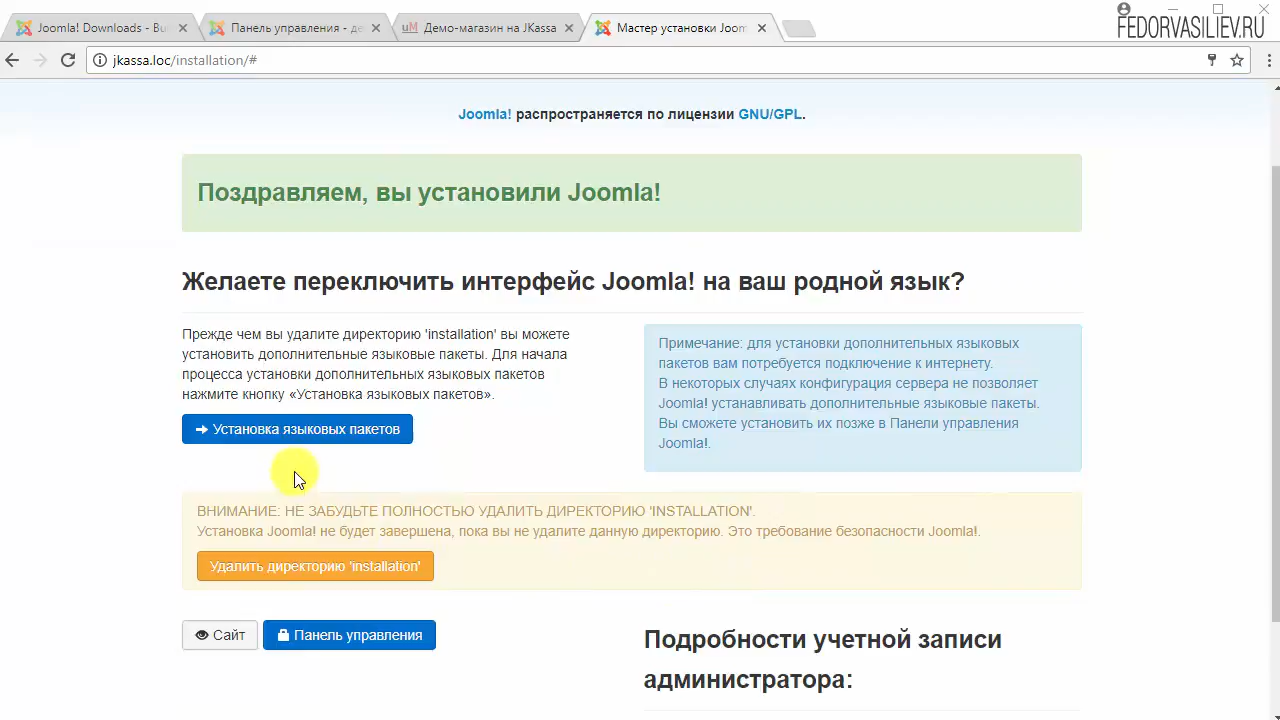 Joomla! Downloads - Bu
Панель управления - де
Демо-магазин на JKassa
Мастер установки Joom
FEDORVASILIEV.RU
jkassa.loc/installation/#
Joomla! распространяется по лицензии GNU/GPL.
Поздравляем, вы установили Joomla!
Желаете переключить интерфейс Joomla! на ваш родной язык?
Прежде чем вы удалите директорию 'installation' вы можете
установить дополнительные языковые пакеты. Для начала
процесса установки дополнительных языковых пакетов
нажмите кнопку «Установка языковых пакетов».
Установка языковых пакетов
Примечание: для установки дополнительных языковых
пакетов вам потребуется подключение к интернету.
В некоторых случаях конфигурация сервера не позволяет
Joomla! устанавливать дополнительные языковые пакеты.
Вы сможете установить их позже в Панели управления
Joomla!.
ВНИМАНИЕ: НЕ ЗАБУДЬТЕ ПОЛНОСТЬЮ УДАЛИТЬ ДИРЕКТОРИЮ 'INSTALLATION'.
Установка Joomla! не будет завершена, пока вы не удалите данную директорию. Это требование безопасности Joomla!.
Удалить директорию 'installation'
Сайт
Панель управления
Подробности учетной записи
администратора: